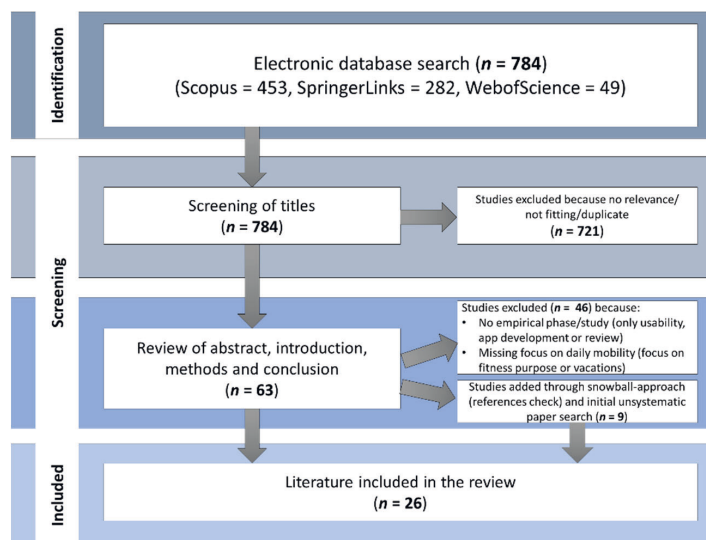 Identification
Electronic database search (n = 784)
(Scopus = 453, SpringerLinks = 282, WebofScience = 49)
Screening
Screening of titles
(n = 784)
Studies excluded because no relevance/
not fitting/duplicate
(n = 721)
Review of abstract, introduction,
methods and conclusion
(n = 63)
Studies excluded (n = 46) because:
• No empirical phase/study (only usability,
app development or review)
• Missing focus on daily mobility (focus on
fitness purpose or vacations)
Studies added through snowball-approach
(references check) and initial unsystematic
paper search (n = 9)
Included
Literature included in the review
(n = 26)